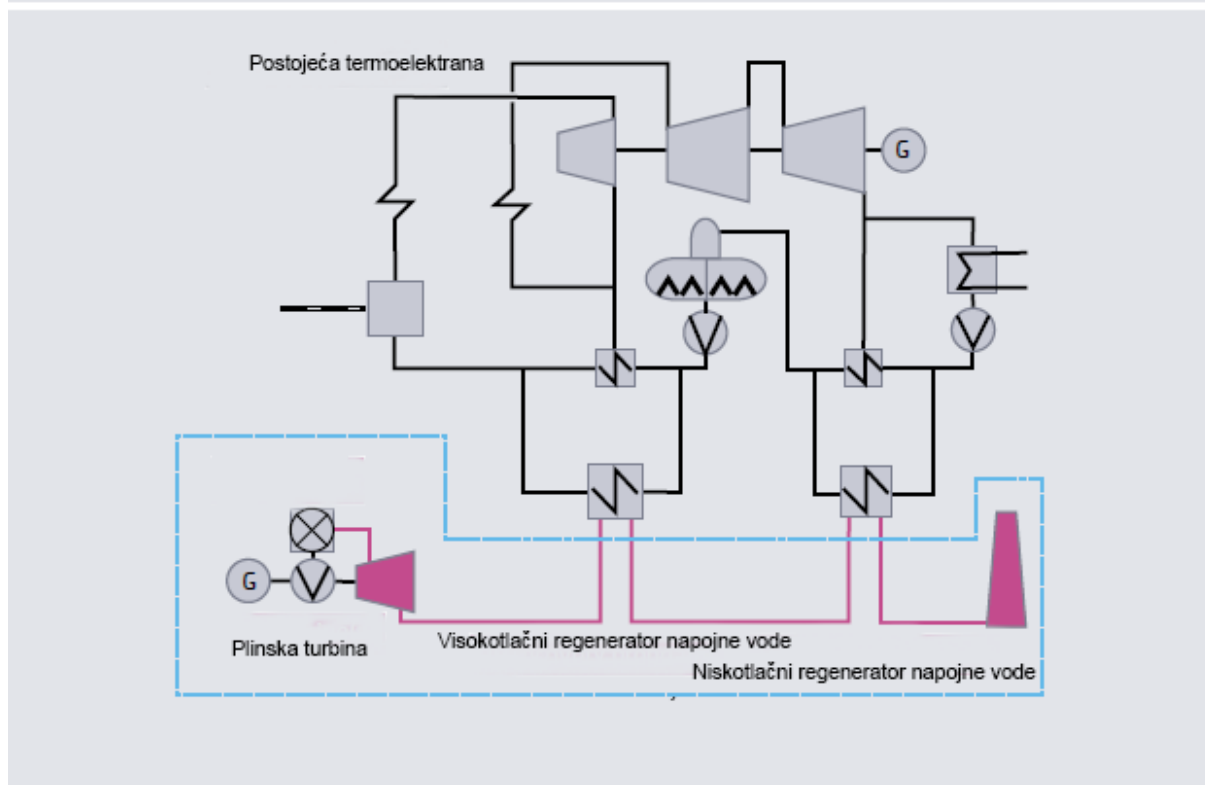 Postojeća termoelektrana
G
G
Plinska turbina
Visokotlačni regenerator napojne vode
Niskotlačni regenerator napojne vode